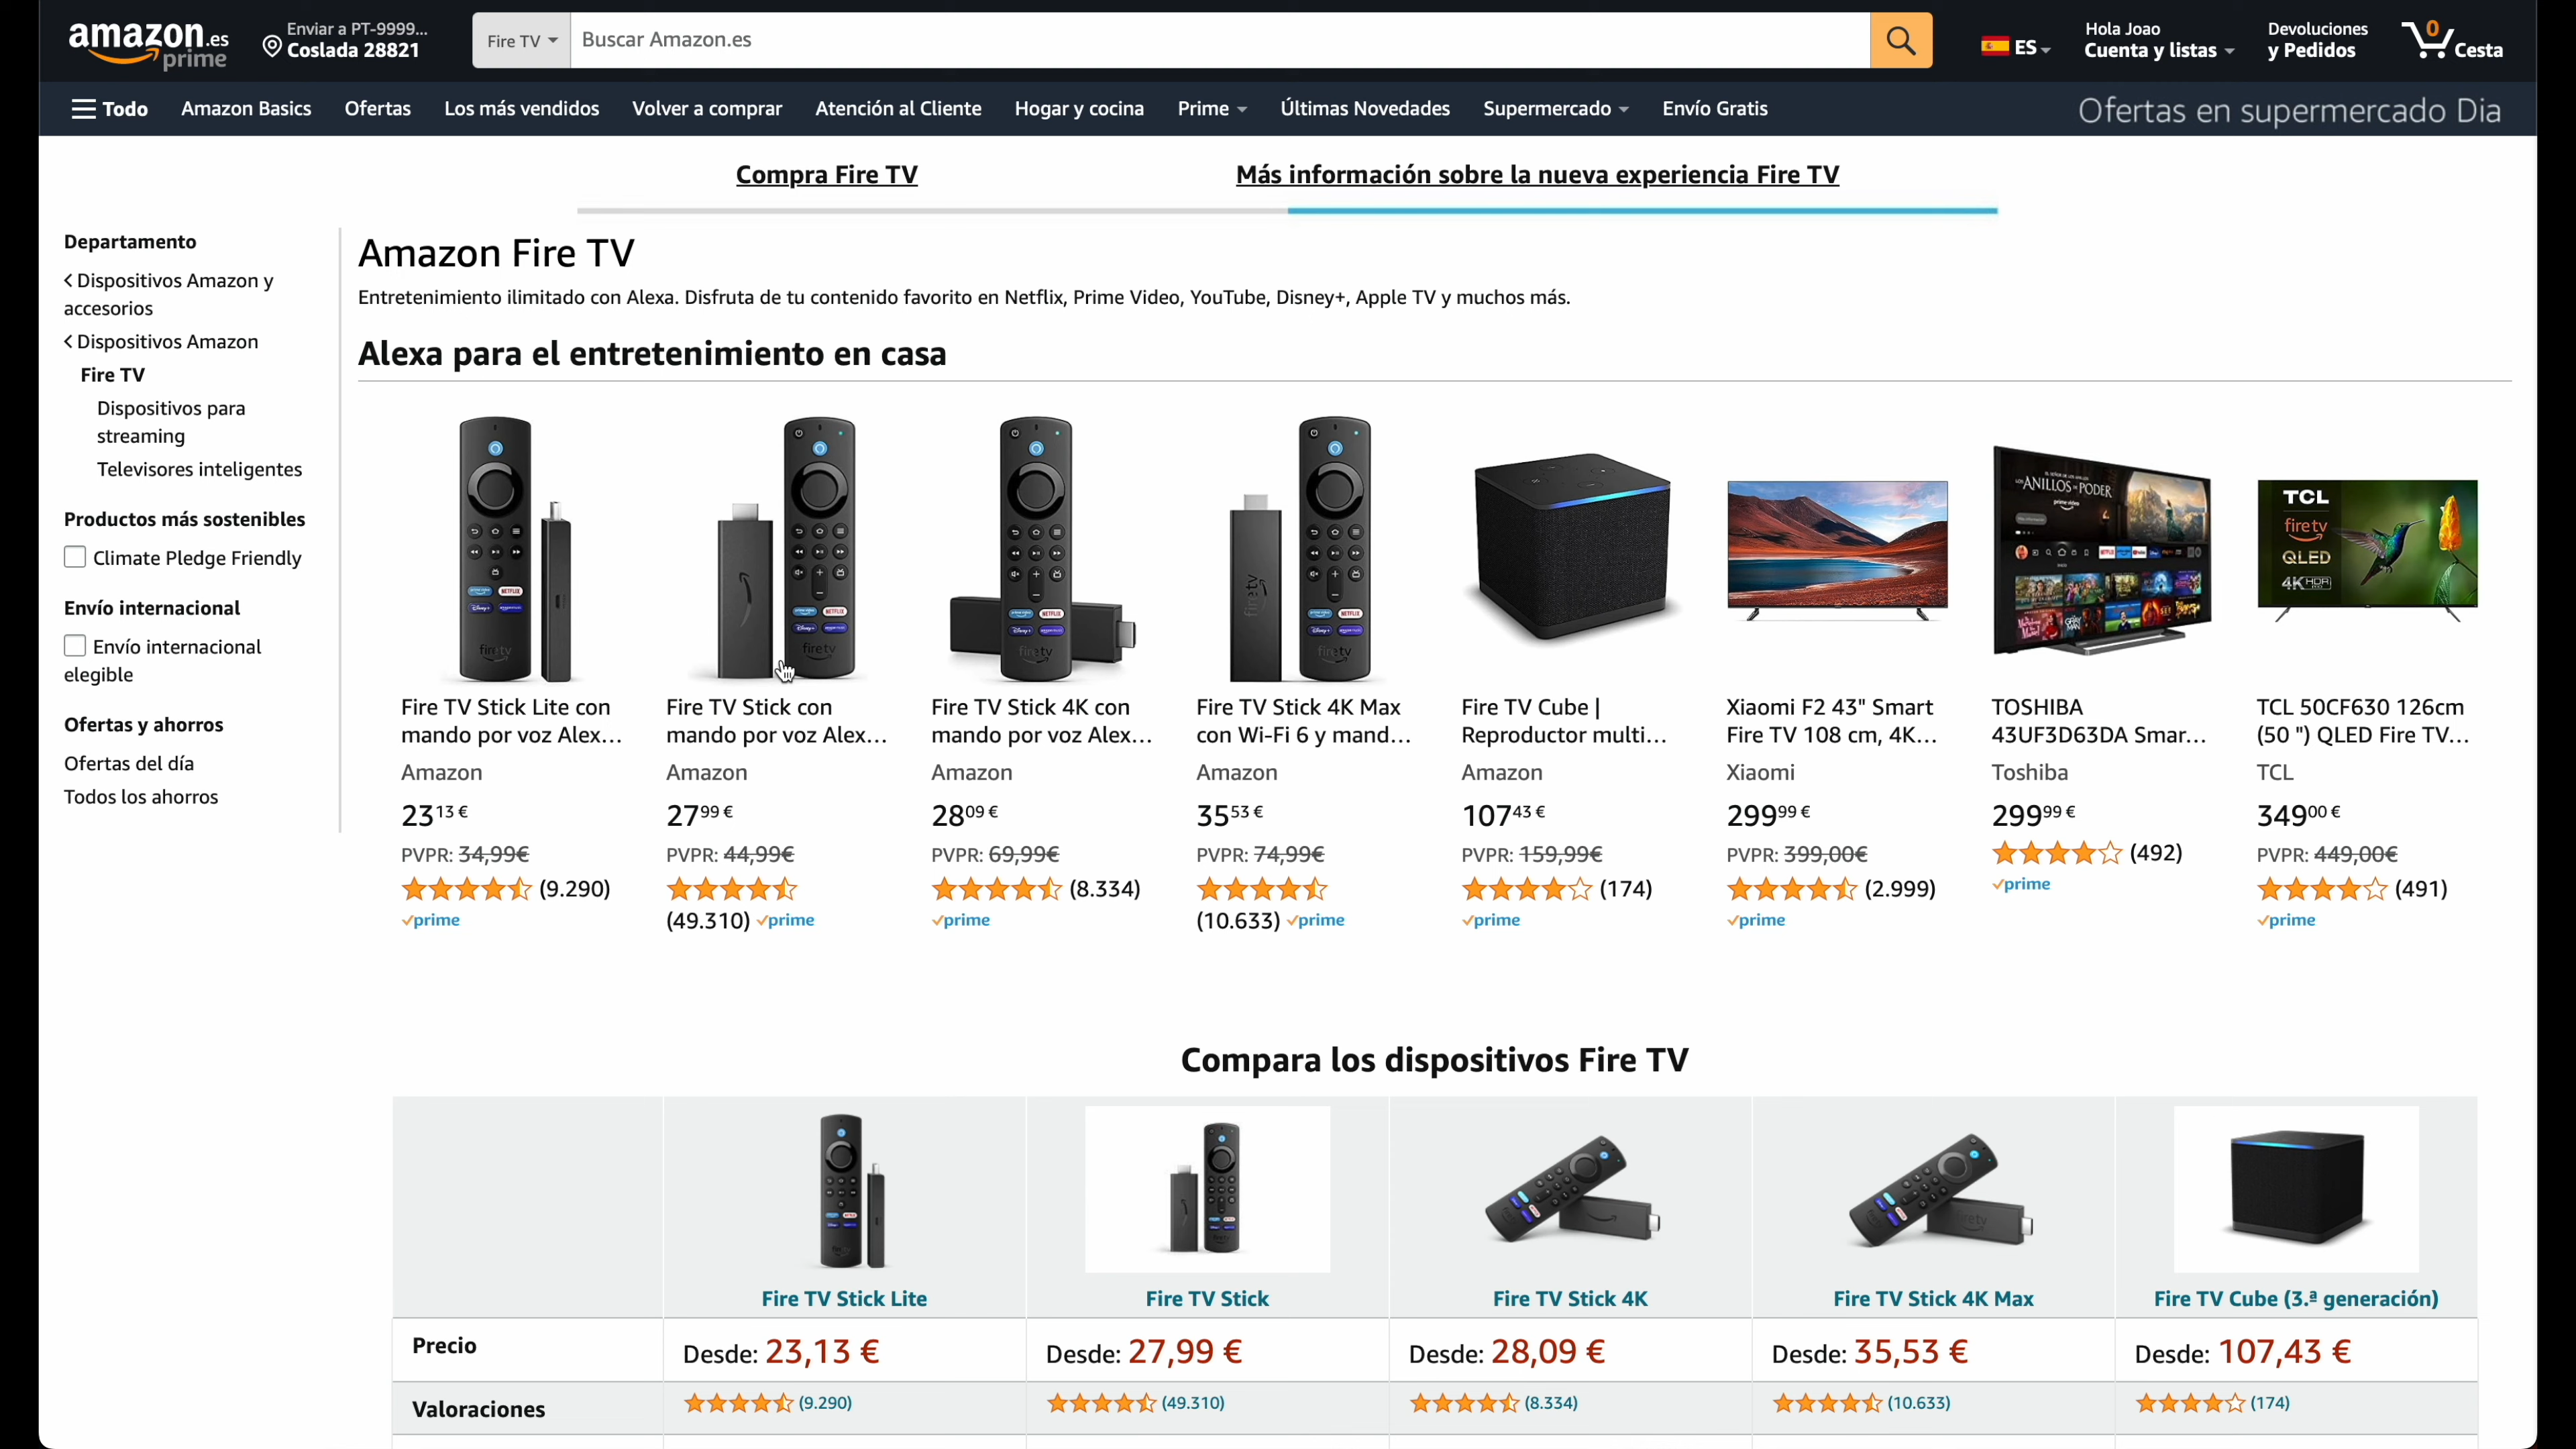 amazon.es
prime
Enviar a PT-9999...
Coslada 28821
Fire TV
Buscar Amazon.es
ES
Hola Joao
Cuenta y listas
Devoluciones
y Pedidos
0
Cesta
Todo
Amazon Basics
Ofertas
Los más vendidos
Volver a comprar
Atención al Cliente
Hogar y cocina
Prime
Últimas Novedades
Supermercado
Envío Gratis
Ofertas en supermercado Dia
Compra Fire TV
Más información sobre la nueva experiencia Fire TV
Departamento
Dispositivos Amazon y
accesorios
Dispositivos Amazon
Fire TV
Dispositivos para
streaming
Televisores inteligentes
Productos más sostenibles
Climate Pledge Friendly
Envío internacional
Envío internacional
elegible
Ofertas y ahorros
Ofertas del día
Todos los ahorros
Amazon Fire TV
Entretenimiento ilimitado con Alexa. Disfruta de tu contenido favorito en Netflix, Prime Video, YouTube, Disney+, Apple TV y muchos más.
Alexa para el entretenimiento en casa
Fire TV Stick Lite con
mando por voz Alex...
Amazon
23 13 €
PVPR: 34,99€
(9.290)
prime
Fire TV Stick con
mando por voz Alex...
Amazon
27 99 €
PVPR: 44,99€
(49.310) prime
Fire TV Stick 4K con
mando por voz Alex...
Amazon
28 09 €
PVPR: 69,99€
(8.334)
prime
Fire TV Stick 4K Max
con Wi-Fi 6 y mand...
Amazon
35 53 €
PVPR: 74,99€
(10.633) prime
Fire TV Cube |
Reproductor multi...
Amazon
107 43 €
PVPR: 159,99€
(174)
prime
Xiaomi F2 43" Smart
Fire TV 108 cm, 4K...
Xiaomi
299 99 €
PVPR: 399,00€
(2.999)
prime
LOS ANILLOS DE PODER
prime video
TOSHIBA
43UF3D63DA Smar...
Toshiba
299 99 €
(492)
prime
TCL
firetv
QLED
4K HDR
TCL 50CF630 126cm
(50 ") QLED Fire TV...
TCL
349 00 €
PVPR: 449,00€
(491)
prime
Compara los dispositivos Fire TV
Fire TV Stick Lite
Fire TV Stick
Fire TV Stick 4K
Fire TV Stick 4K Max
Fire TV Cube (3.ª generación)
Precio
Desde: 23,13 €
Desde: 27,99 €
Desde: 28,09 €
Desde: 35,53 €
Desde: 107,43 €
Valoraciones
(9.290)
(49.310)
(8.334)
(10.633)
(174)